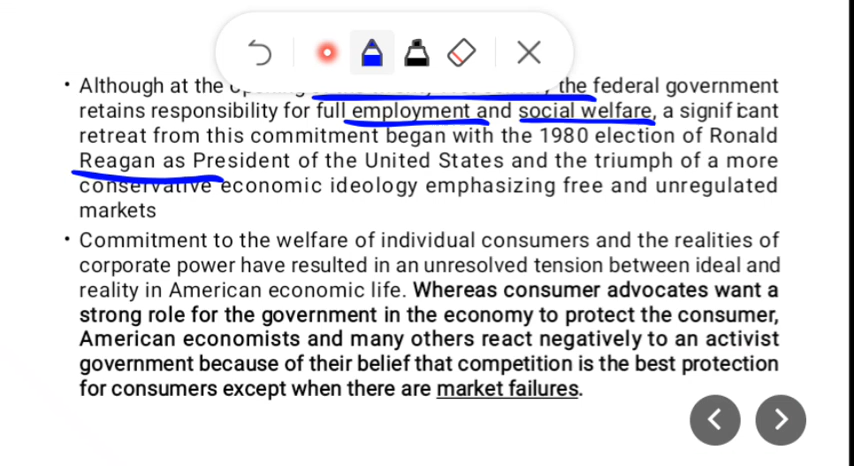 • Although at the the federal government
retains responsibility for full employment and social welfare, a significant
retreat from this commitment began with the 1980 election of Ronald
Reagan as President of the United States and the triumph of a more
conservative economic ideology emphasizing free and unregulated
markets
• Commitment to the welfare of individual consumers and the realities of
corporate power have resulted in an unresolved tension between ideal and
reality in American economic life. Whereas consumer advocates want a
strong role for the government in the economy to protect the consumer,
American economists and many others react negatively to an activist
government because of their belief that competition is the best protection
for consumers except when there are market failures.